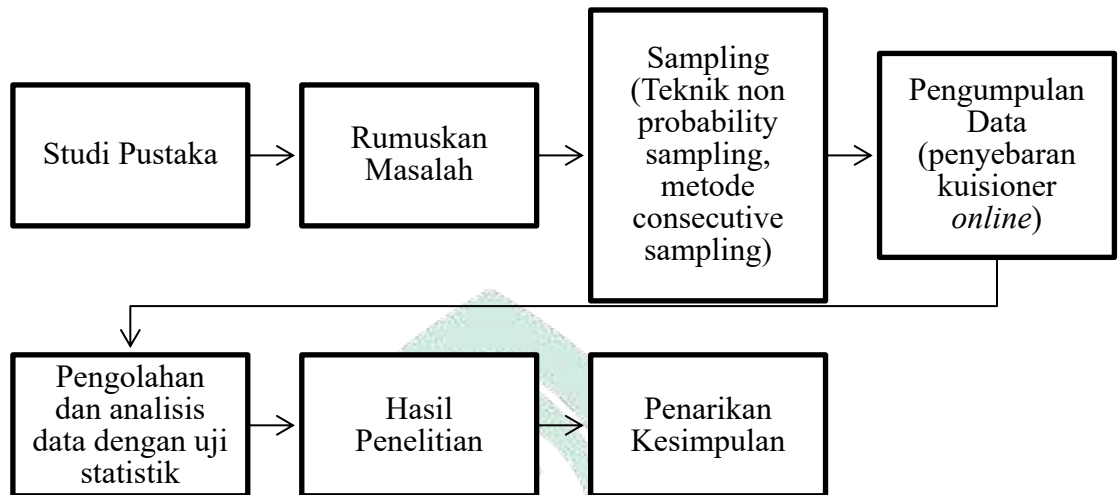 Studi Pustaka
Rumuskan
Masalah
Sampling
(Teknik non
probability
sampling,
metode
consecutive
sampling)
Pengumpulan
Data
(penyebaran
kuisioner
online)
Pengolahan
dan analisis
data dengan uji
statistik
Hasil
Penelitian
Penarikan
Kesimpulan